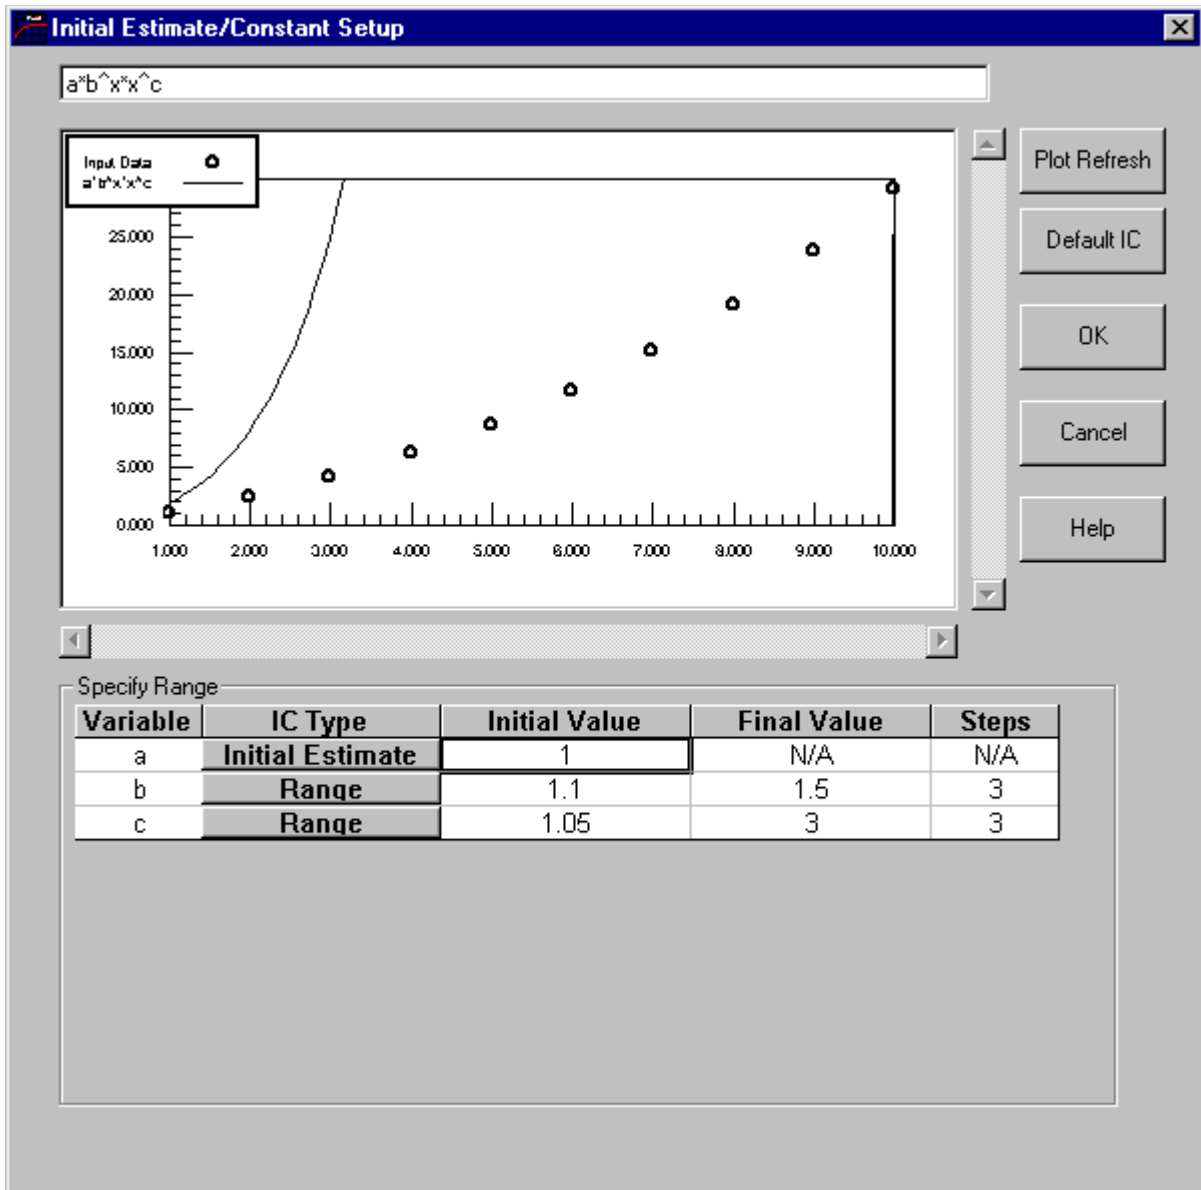 Initial Estimate/Constant Setup
a*b^x*x^c
Input Data
a*b^x*x^c
25.000
20.000
15.000
10.000
5.000
0.000
1.000 2.000 3.000 4.000 5.000 6.000 7.000 8.000 9.000 10.000
Plot Refresh
Default IC
OK
Cancel
Help
Specify Range
Variable IC Type Initial Value Final Value Steps
a Initial Estimate 1 N/A N/A
b Range 1.1 1.5 3
c Range 1.05 3 3